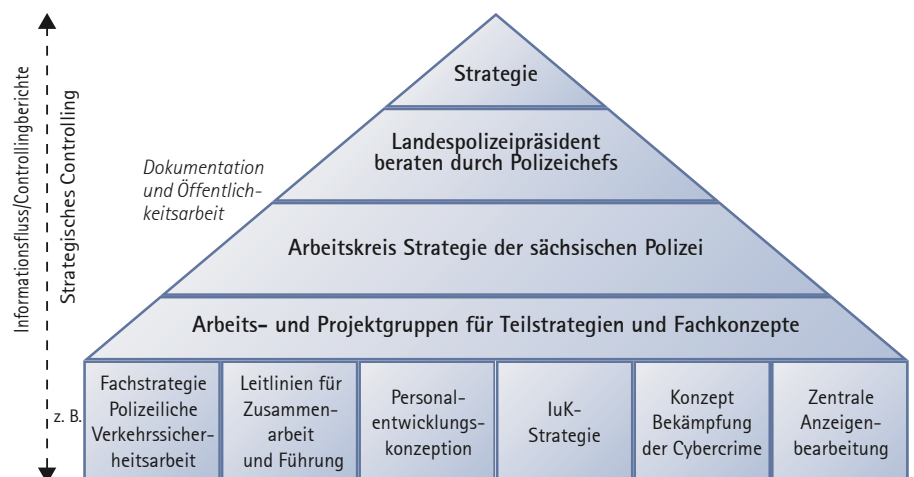 Informationsfluss/Controllingberichte
Strategisches Controlling
Dokumentation
und Öffentlich-
keitsarbeit
Strategie
Landespolizeipräsident
beraten durch Polizeichefs
Arbeitskreis Strategie der sächsischen Polizei
Arbeits- und Projektgruppen für Teilstrategien und Fachkonzepte
z. B.
Fachstrategie
Polizeiliche
Verkehrssicher-
heitsarbeit
Leitlinien für
Zusammen-
arbeit
und Führung
Personal-
entwicklungs-
konzeption
IuK-
Strategie
Konzept
Bekämpfung
der Cybercrime
Zentrale
Anzeigen-
bearbeitung